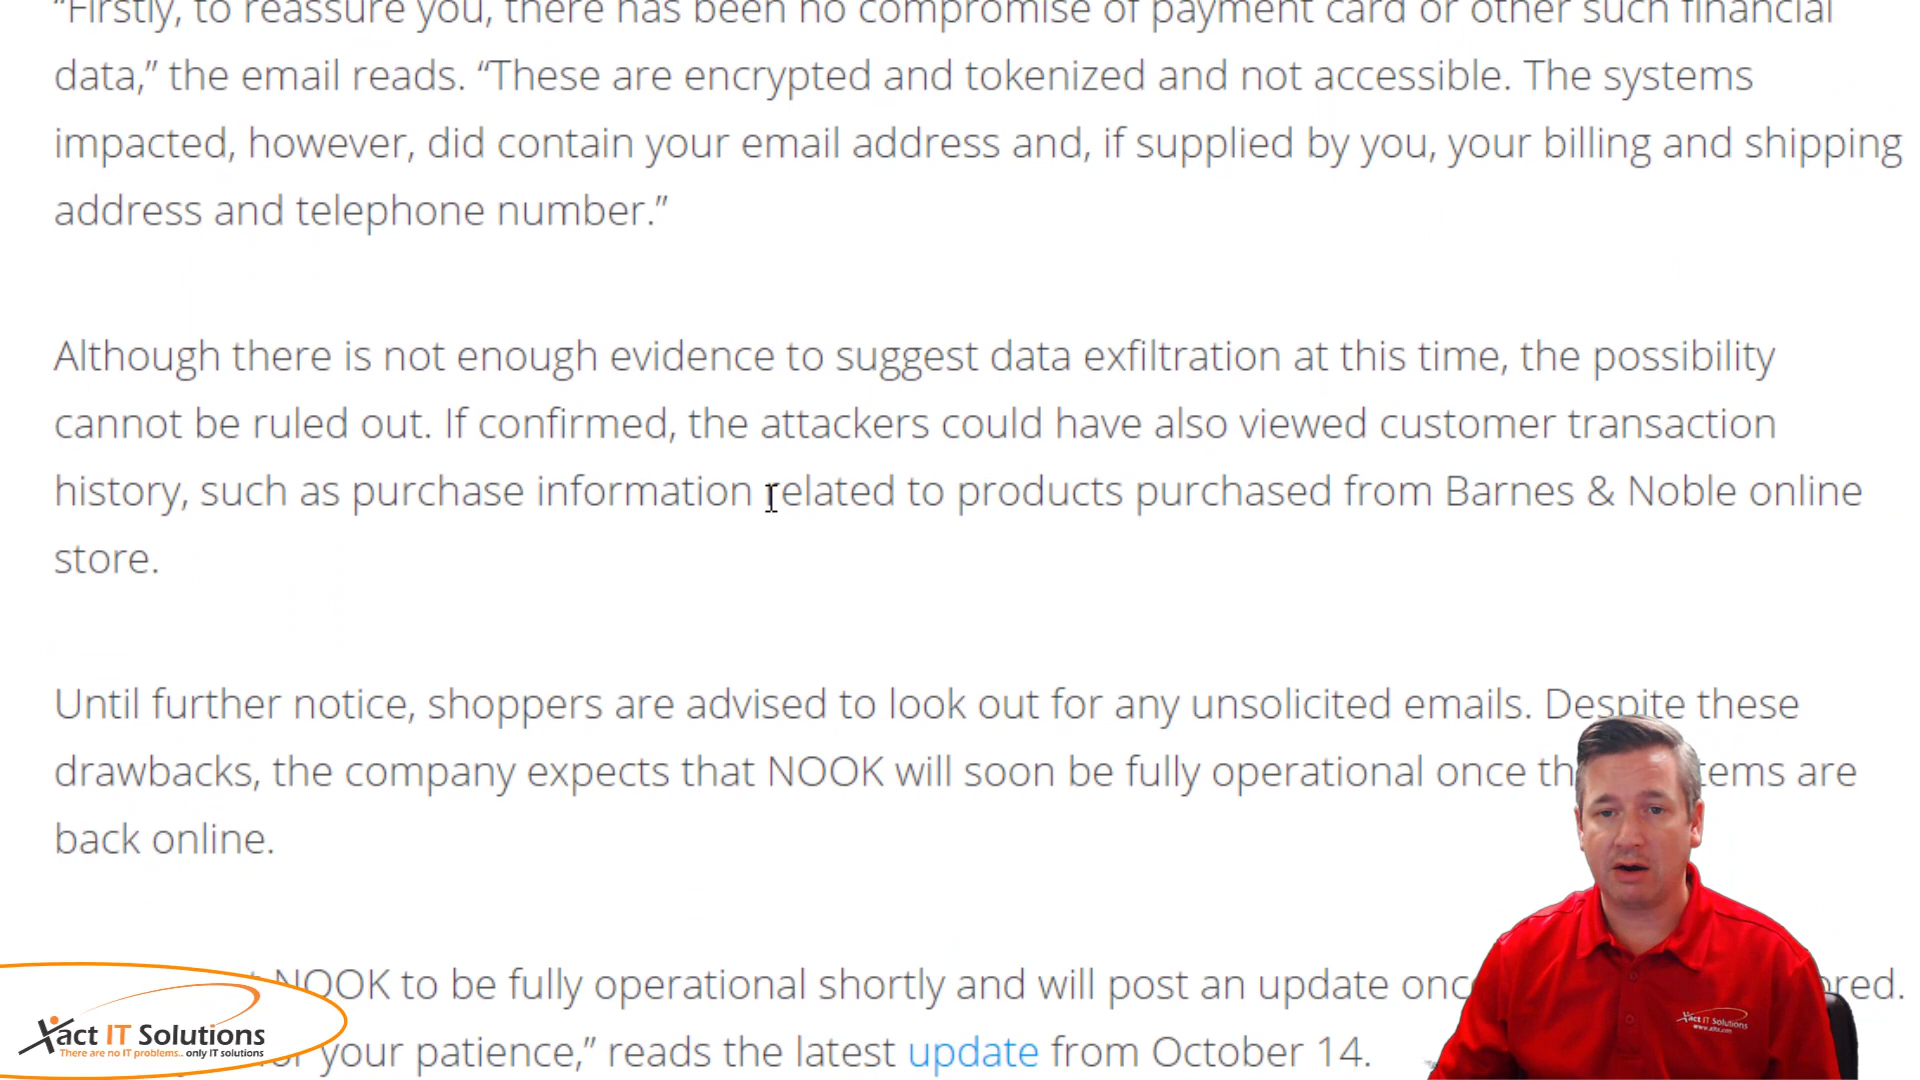 “Firstly, to reassure you, there has been no compromise of payment card or other such financial
data,” the email reads. “These are encrypted and tokenized and not accessible. The systems
impacted, however, did contain your email address and, if supplied by you, your billing and shipping
address and telephone number.”
Although there is not enough evidence to suggest data exfiltration at this time, the possibility
cannot be ruled out. If confirmed, the attackers could have also viewed customer transaction
history, such as purchase information related to products purchased from Barnes & Noble online
store.
Until further notice, shoppers are advised to look out for any unsolicited emails. Despite these
drawbacks, the company expects that NOOK will soon be fully operational once are
back online.
NOOK to be fully operational shortly and will post an update
your patience,” reads the latest update from October 14.
Xact IT Solutions
There are no IT problems.. only IT solutions
Xact IT Solutions